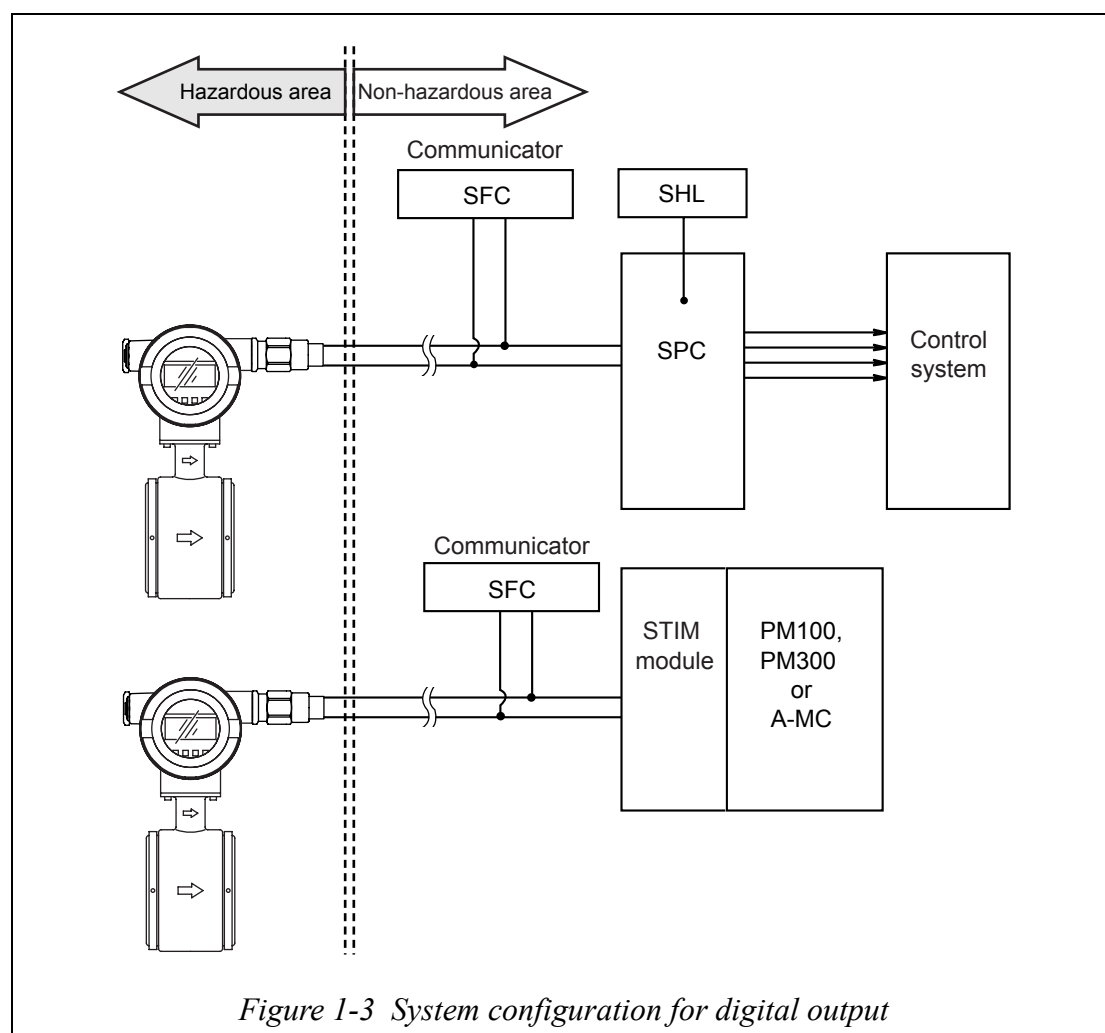 Hazardous area
Non-hazardous area
Communicator
SFC
SHL
SPC
Control
system
Communicator
SFC
STIM
module
PM100,
PM300
or
A-MC
Figure 1-3 System configuration for digital output